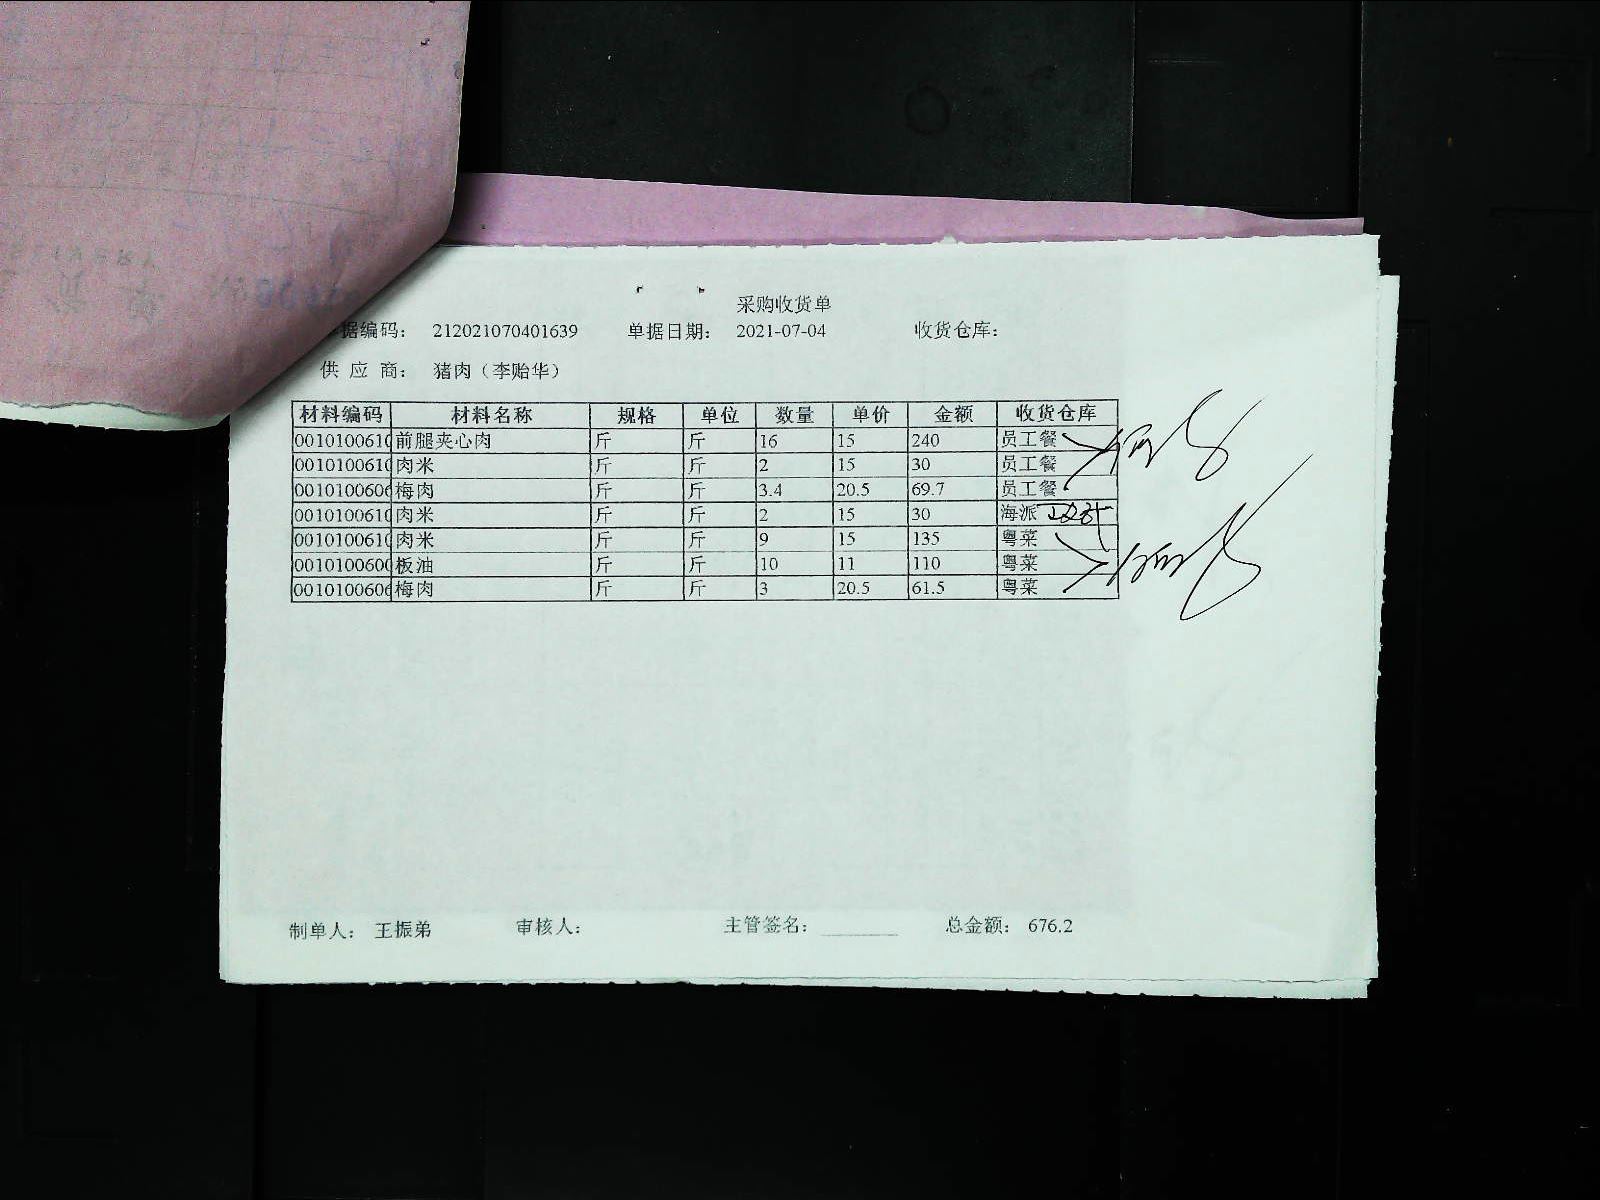 采购收货单
据编码： 212021070401639 单据日期： 2021-07-04 收货仓库：
供 应 商： 猪肉（李贻华）
材料编码 材料名称 规格 单位 数量 单价 金额 收货仓库
0010100610 前腿夹心肉 斤 斤 16 15 240 员工餐
0010100610 肉米 斤 斤 2 15 30 员工餐
0010100606 梅肉 斤 斤 3.4 20.5 69.7 员工餐
0010100610 肉米 斤 斤 2 15 30 海派
0010100610 肉米 斤 斤 9 15 135 粤菜
0010100600 板油 斤 斤 10 11 110 粤菜
0010100606 梅肉 斤 斤 3 20.5 61.5 粤菜
制单人： 王振弟 审核人： 主管签名： 总金额： 676.2